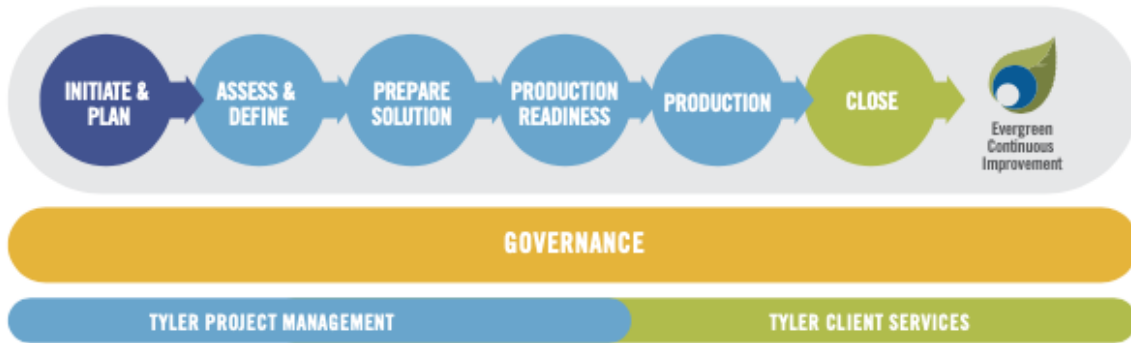 INITIATE &
PLAN
ASSESS &
DEFINE
PREPARE
SOLUTION
PRODUCTION
READINESS
PRODUCTION
CLOSE
Evergreen
Continuous
Improvement
GOVERNANCE
TYLER PROJECT MANAGEMENT
TYLER CLIENT SERVICES